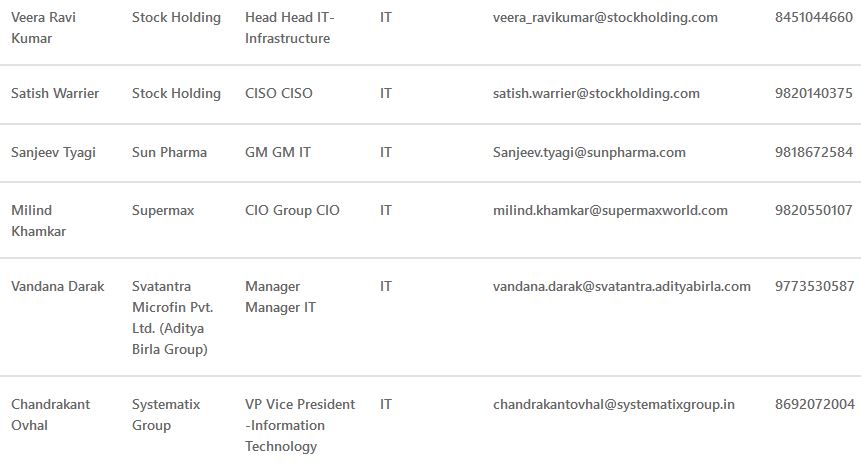 Veera Ravi Stock Holding Head Head IT- IT veera_ravikumar@stockholding.com 8451044660
Kumar Infrastructure
Satish Warrier Stock Holding CISO CISO IT satish.warrier@stockholding.com 9820140375
Sanjeev Tyagi Sun Pharma GM GM IT IT Sanjeev.tyagi@sunpharma.com 9818672584
Milind Supermax CIO Group CIO IT milind.khamkar@supermaxworld.com 9820550107
Khamkar
Vandana Darak Svatantra Manager IT vandana.darak@svatantra.adityabirla.com 9773530587
Microfin Pvt. Manager IT
Ltd. (Aditya
Birla Group)
Chandrakant Systematix VP Vice President IT chandrakantovhal@systematixgroup.in 8692072004
Ovhal Group -Information
Technology